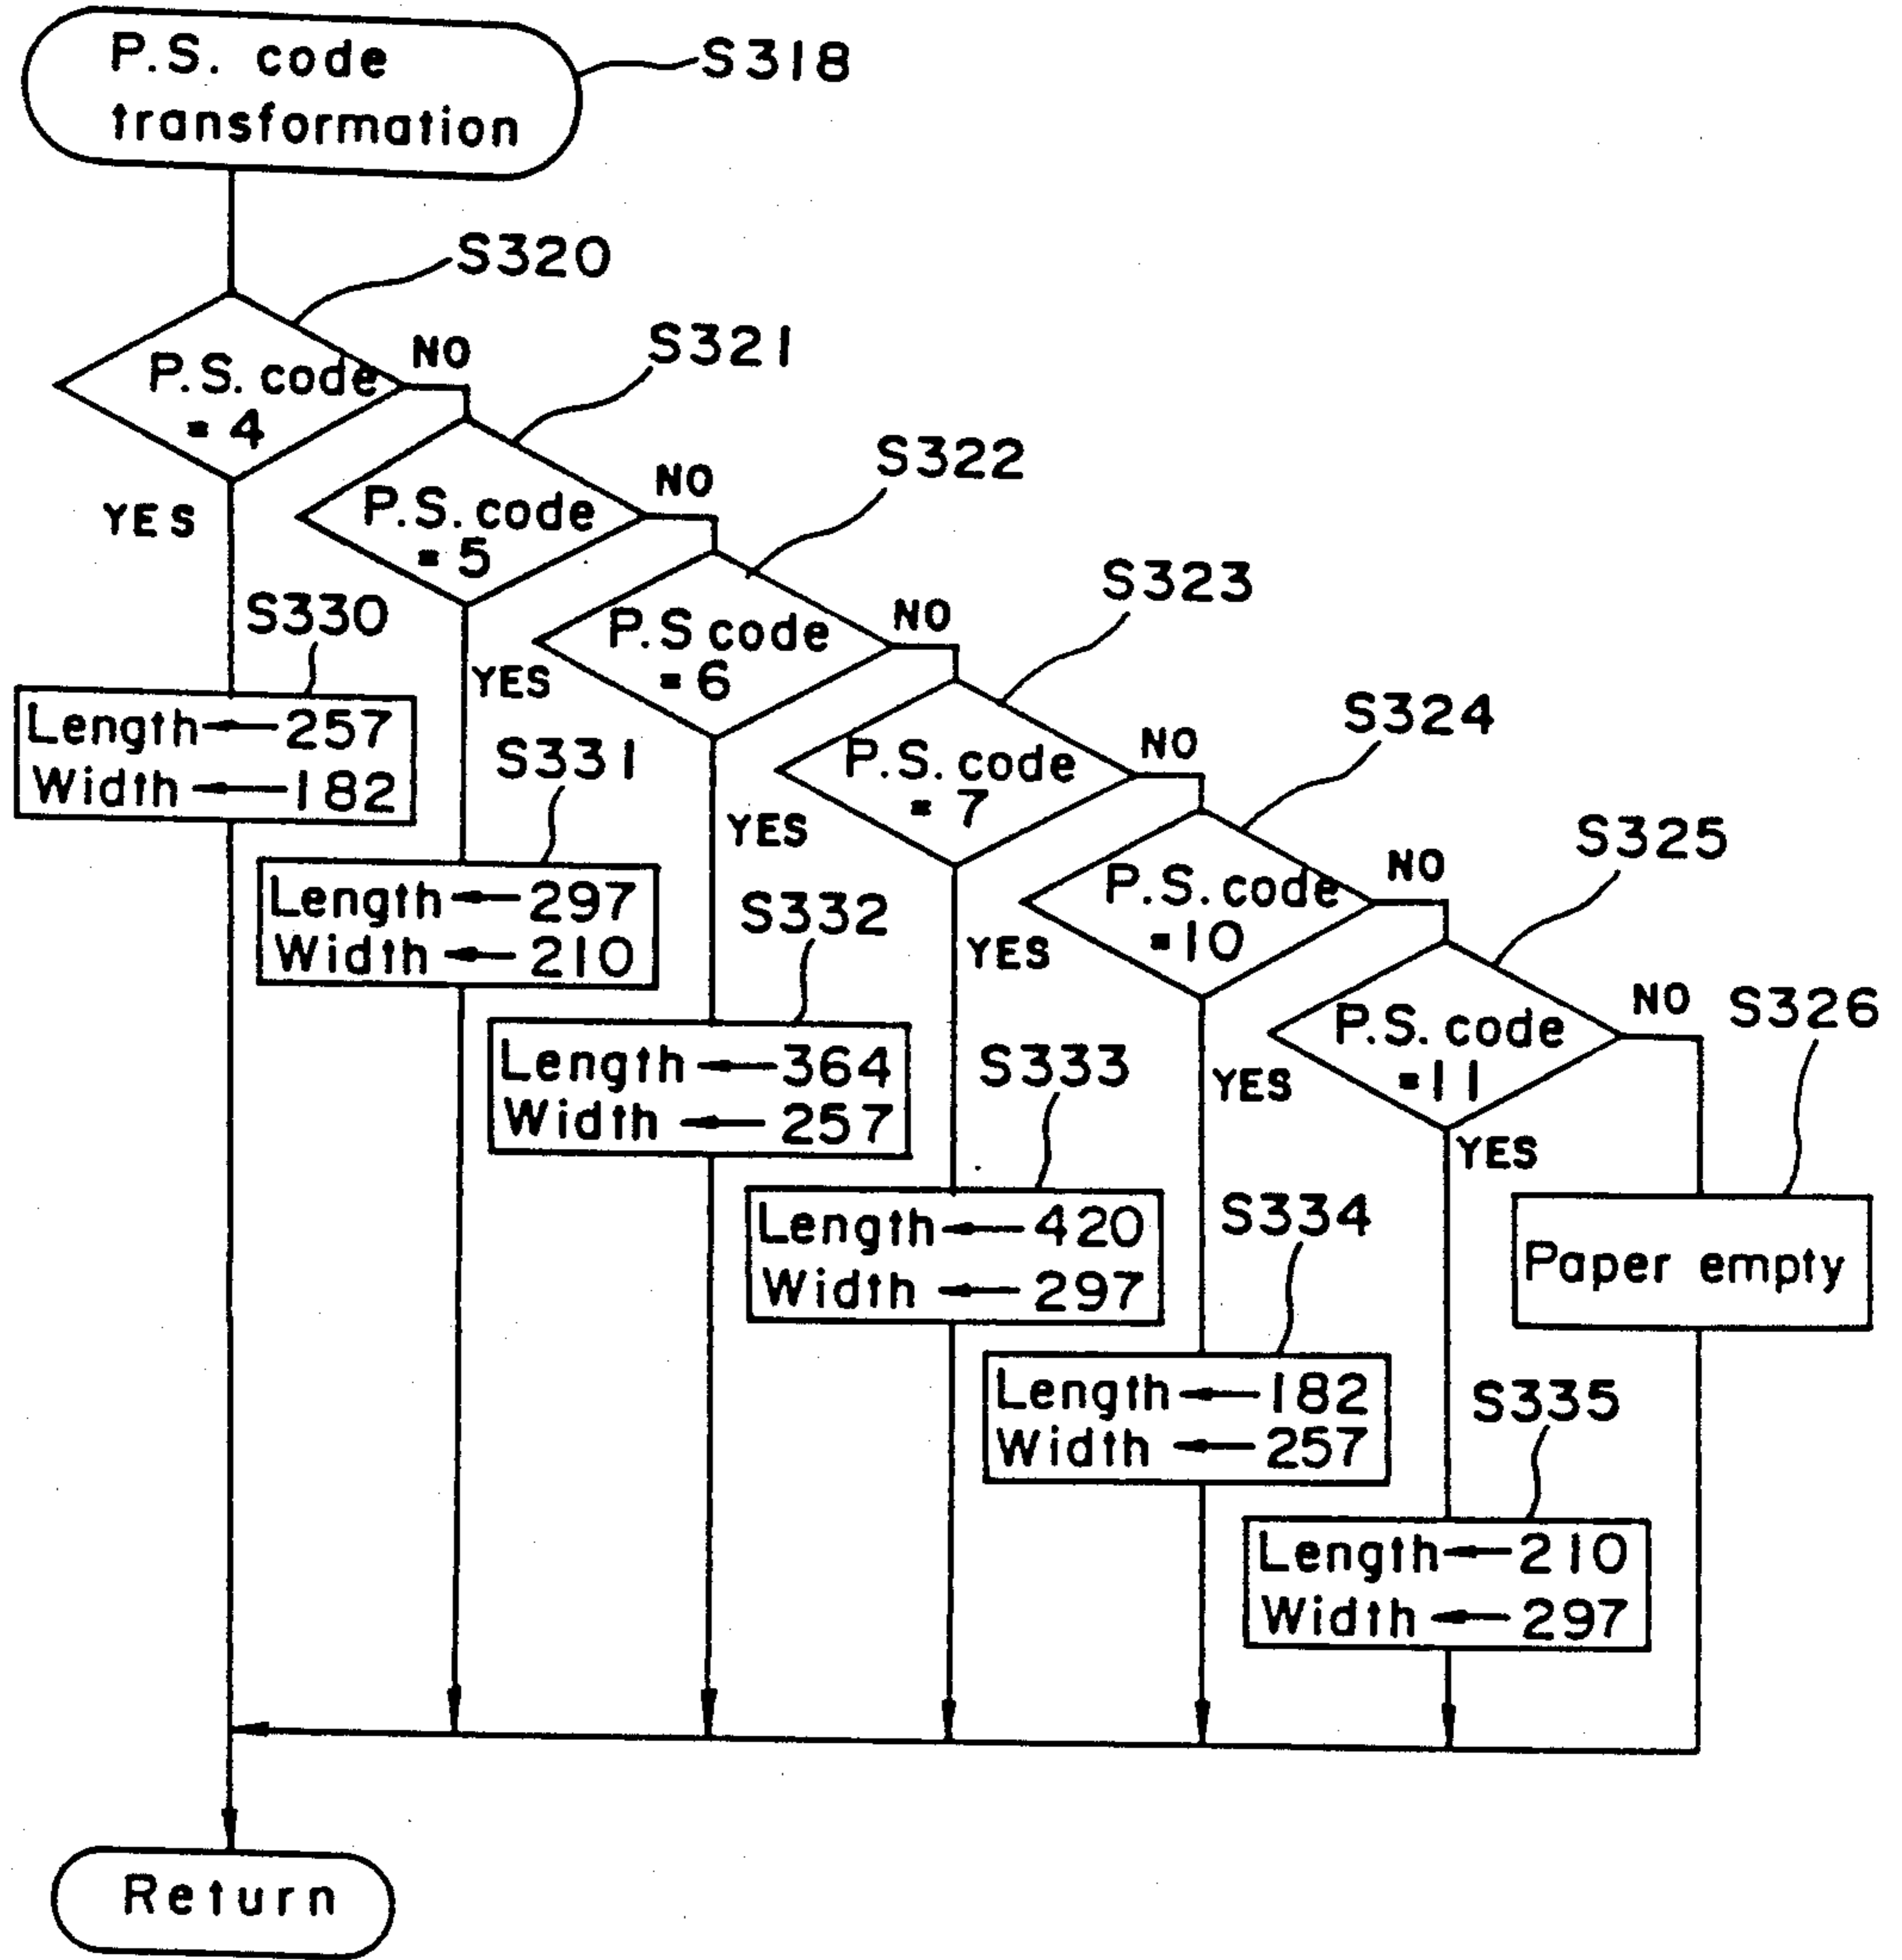 P.S. code
transformation
S318
S320
P.S. code
= 4
NO
YES
S321
P.S. code
= 5
NO
YES
S322
P.S code
= 6
NO
YES
S323
P.S. code
= 7
NO
YES
S324
P.S. code
=10
NO
YES
S325
P.S. code
=11
NO
YES
S326
Paper empty
S330
Length ← 257
Width ← 182
S331
Length ← 297
Width ← 210
S332
Length ← 364
Width ← 257
S333
Length ← 420
Width ← 297
S334
Length ← 182
Width ← 257
S335
Length ← 210
Width ← 297
Return